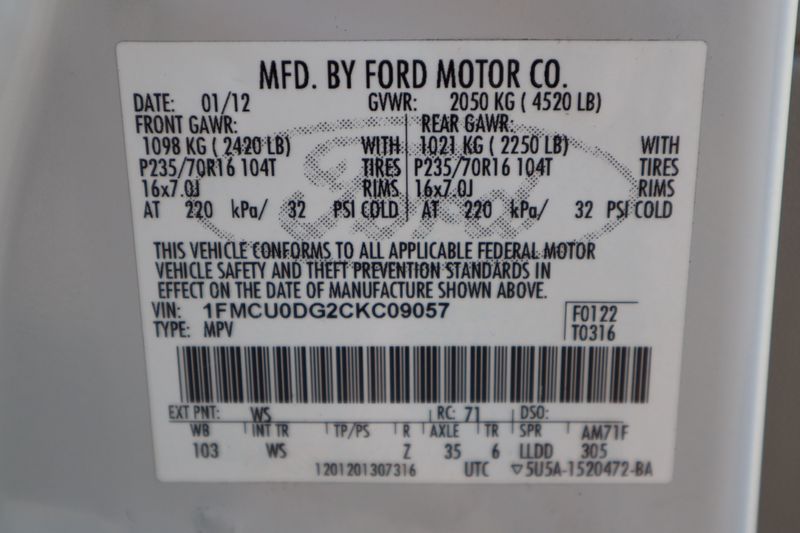 MFD. BY FORD MOTOR CO.
DATE: 01/12 GVWR: 2050 KG ( 4520 LB)
FRONT GAWR: REAR GAWR:
1098 KG ( 2420 LB) WITH 1021 KG ( 2250 LB) WITH
P235/70R16 104T TIRES P235/70R16 104T TIRES
16x7.0J RIMS 16x7.0J RIMS
AT 220 kPa/ 32 PSI COLD AT 220 kPa/ 32 PSI COLD
Ford
THIS VEHICLE CONFORMS TO ALL APPLICABLE FEDERAL MOTOR
VEHICLE SAFETY AND THEFT PREVENTION STANDARDS IN
EFFECT ON THE DATE OF MANUFACTURE SHOWN ABOVE.
VIN: 1FMCU0DG2CKC09057 F0122
TYPE: MPV T0316
EXT PNT: WS RC: 71 DSO:
WB INT TR TP/PS R AXLE TR SPR AM71F
103 WS Z 35 6 LLDD 305
1201201307316 UTC ▽5U5A-1520472-BA